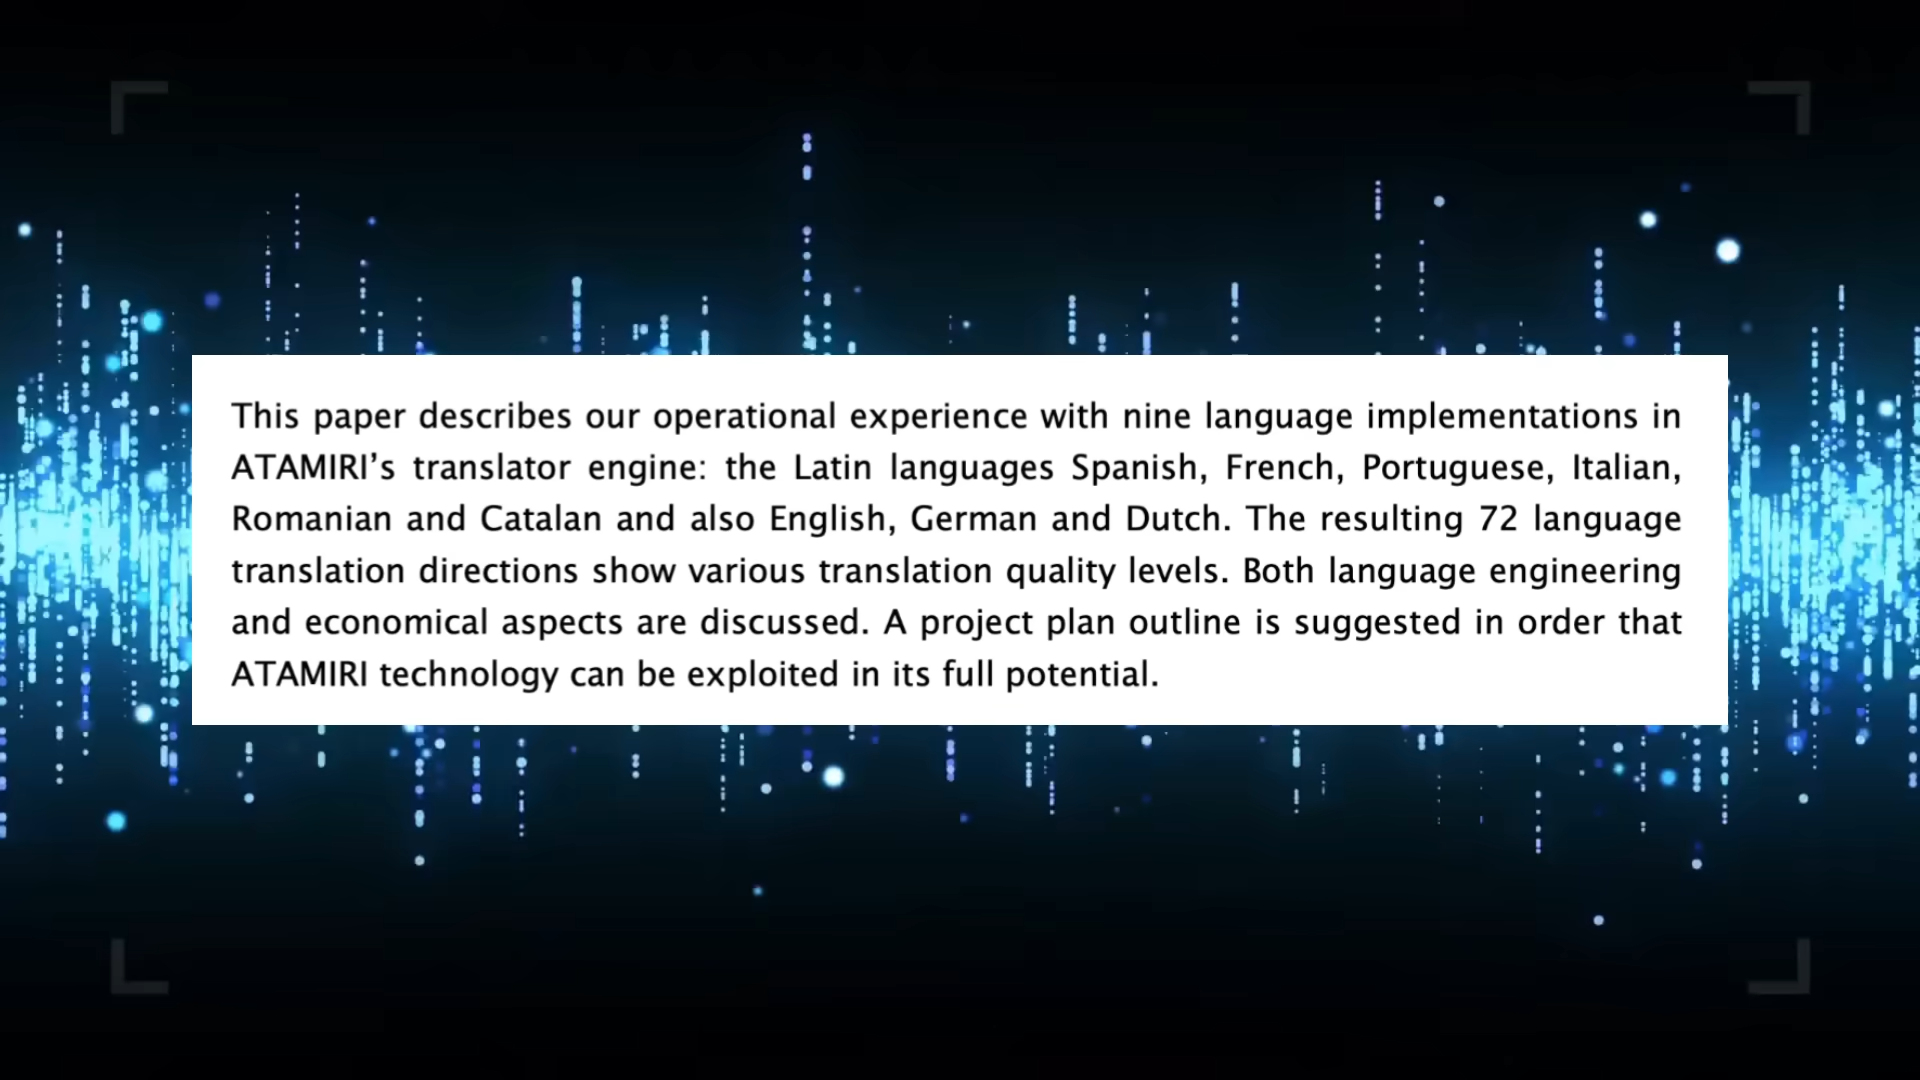 This paper describes our operational experience with nine language implementations in
ATAMIRI’s translator engine: the Latin languages Spanish, French, Portuguese, Italian,
Romanian and Catalan and also English, German and Dutch. The resulting 72 language
translation directions show various translation quality levels. Both language engineering
and economical aspects are discussed. A project plan outline is suggested in order that
ATAMIRI technology can be exploited in its full potential.